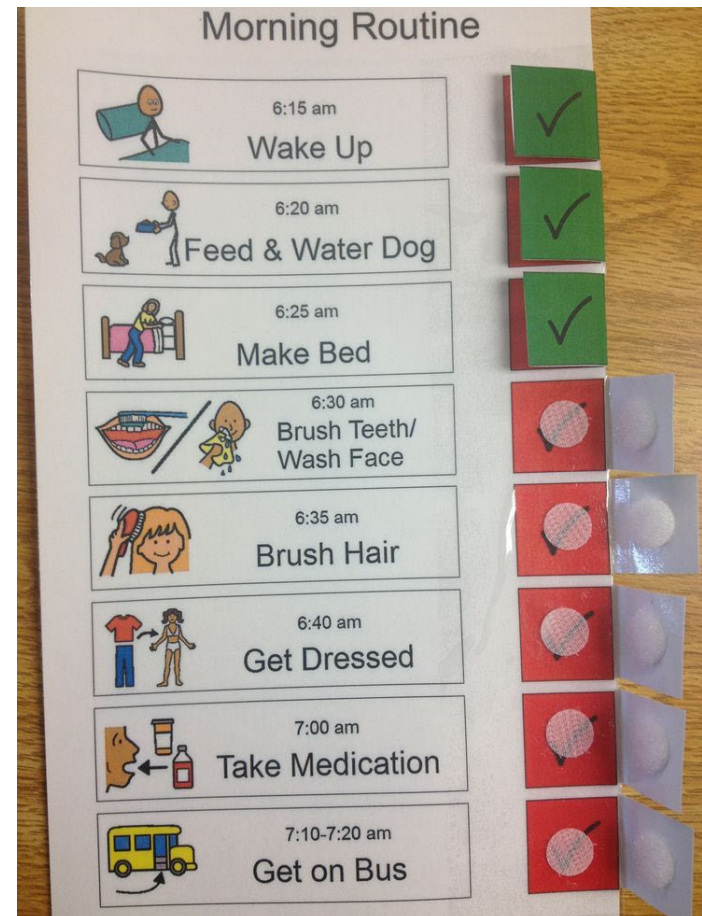 Morning Routine
6:15 am
Wake Up
6:20 am
Feed & Water Dog
6:25 am
Make Bed
6:30 am
Brush Teeth/
Wash Face
6:35 am
Brush Hair
6:40 am
Get Dressed
7:00 am
Take Medication
7:10-7:20 am
Get on Bus